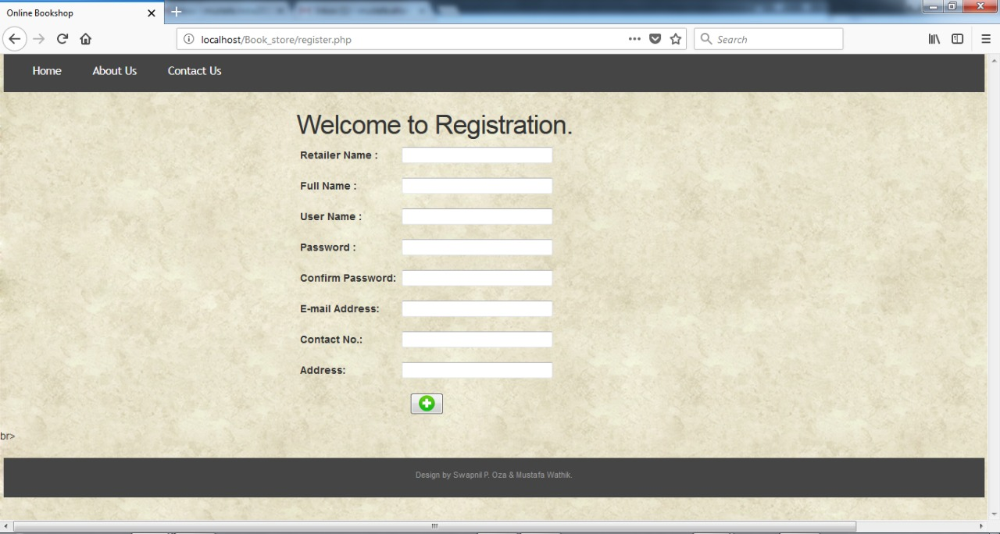 Online Bookshop
localhost/Book_store/register.php
Search
Home About Us Contact Us
Welcome to Registration.
Retailer Name :
Full Name :
User Name :
Password :
Confirm Password:
E-mail Address:
Contact No.:
Address:
br>
Design by Swapnil P. Oza & Mustafa Wathik.